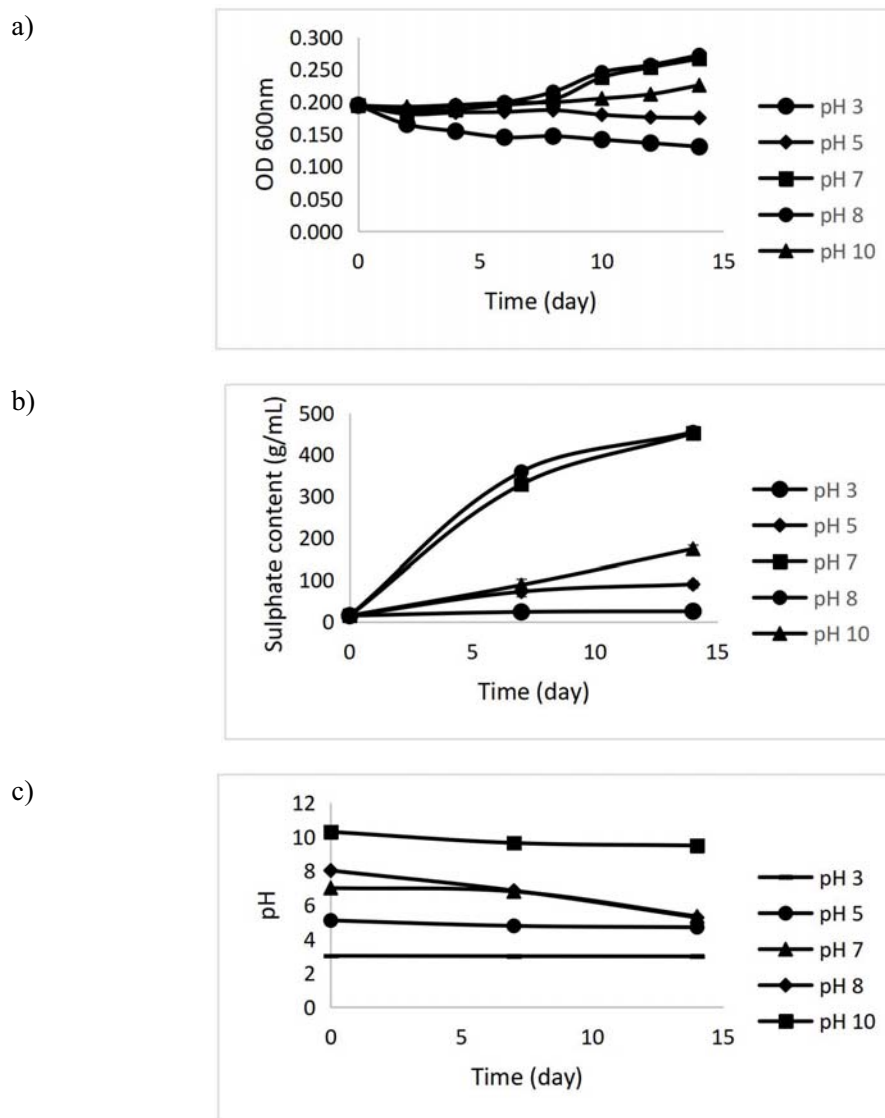 a)
0.300
0.250
0.200
0.150
0.100
0.050
0.000
OD 600nm
0 5 10 15
Time (day)
pH 3
pH 5
pH 7
pH 8
pH 10
b)
500
400
300
200
100
0
Sulphate content (g/mL)
0 5 10 15
Time (day)
pH 3
pH 5
pH 7
pH 8
pH 10
c)
12
10
8
6
4
2
0
pH
0 5 10 15
Time (day)
pH 3
pH 5
pH 7
pH 8
pH 10